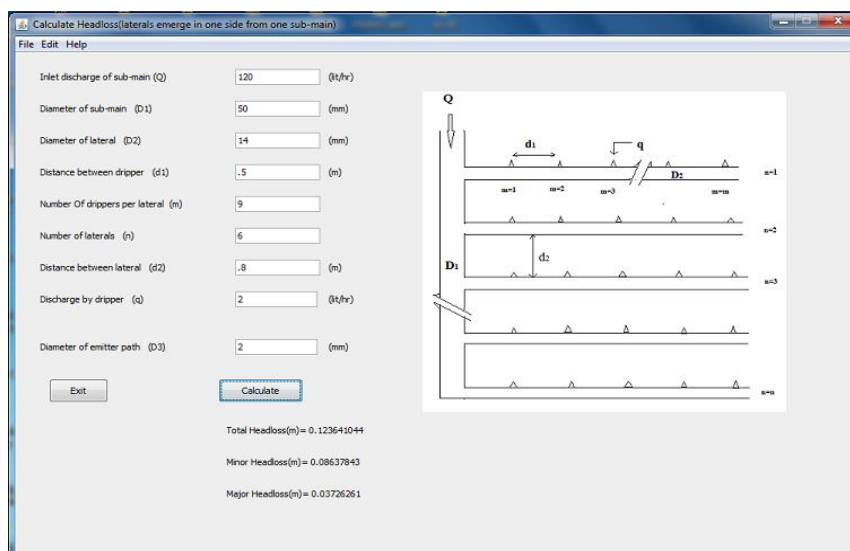 Calculate Headloss(laterals emerge in one side from one sub-main)
File Edit Help
Inlet discharge of sub-main (Q) 120 (lit/hr)
Diameter of sub-main (D1) 50 (mm)
Diameter of lateral (D2) 14 (mm)
Distance between dripper (d1) .5 (m)
Number Of drippers per lateral (m) 9
Number of laterals (n) 6
Distance between lateral (d2) .8 (m)
Discharge by dripper (q) 2 (lit/hr)
Diameter of emitter path (D3) 2 (mm)
Exit Calculate
Total Headloss(m)= 0.123641044
Minor Headloss(m)= 0.08637843
Major Headloss(m)= 0.03726261
Q
d1 q
D2 n=1
m=1 m=2 m=3 m=m
n=2
d2
D1
n=3
n=n